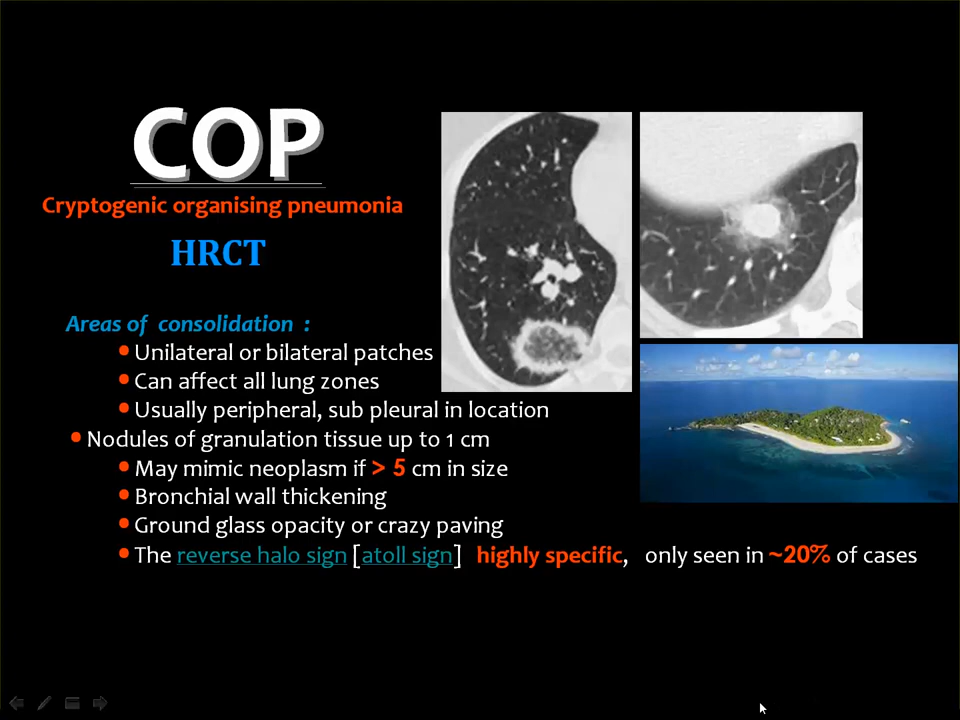 COP
Cryptogenic organising pneumonia
HRCT
Areas of consolidation :
• Unilateral or bilateral patches
• Can affect all lung zones
• Usually peripheral, sub pleural in location
• Nodules of granulation tissue up to 1 cm
• May mimic neoplasm if > 5 cm in size
• Bronchial wall thickening
• Ground glass opacity or crazy paving
• The reverse halo sign [atoll sign] highly specific, only seen in ~20% of cases